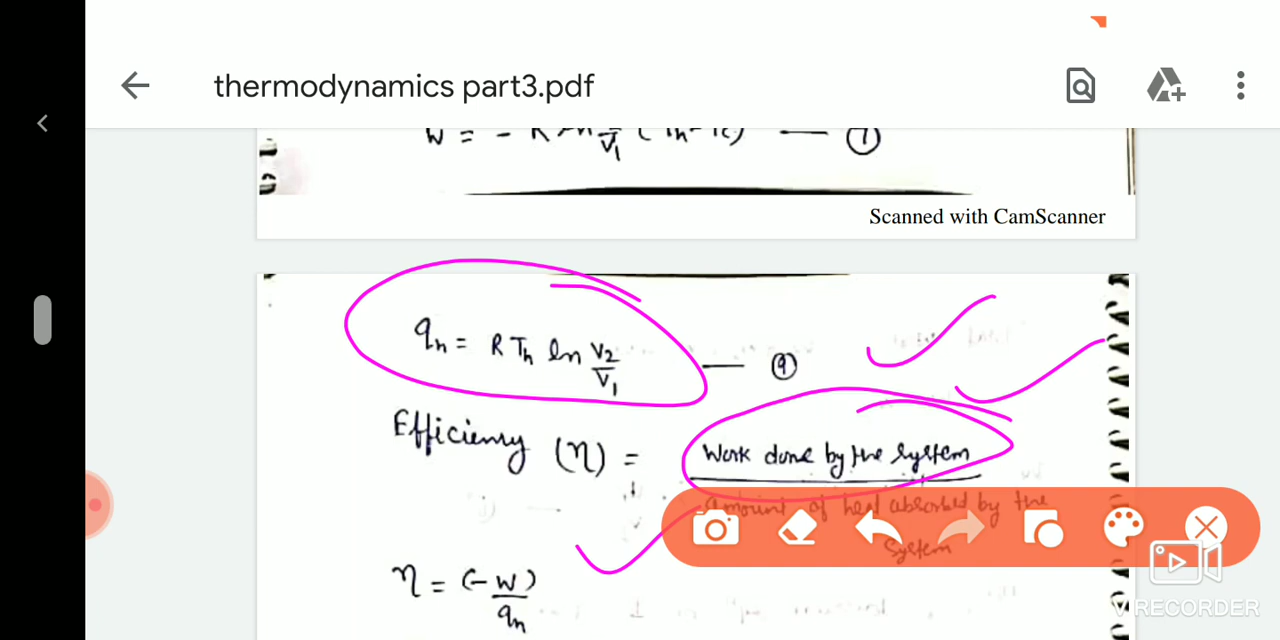 thermodynamics part3.pdf
Scanned with CamScanner
qh = R Th ln V2/V1 — ⑨
Efficiency (η) = Work done by the system
amount of heat absorbed by the
system
η = (-W)
qh
V RECORDER